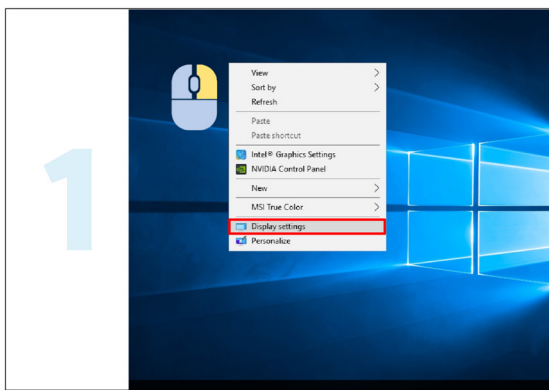 1
View
Sort by
Refresh
Paste
Paste shortcut
Intel® Graphics Settings
NVIDIA Control Panel
New
MSI True Color
Display settings
Personalize